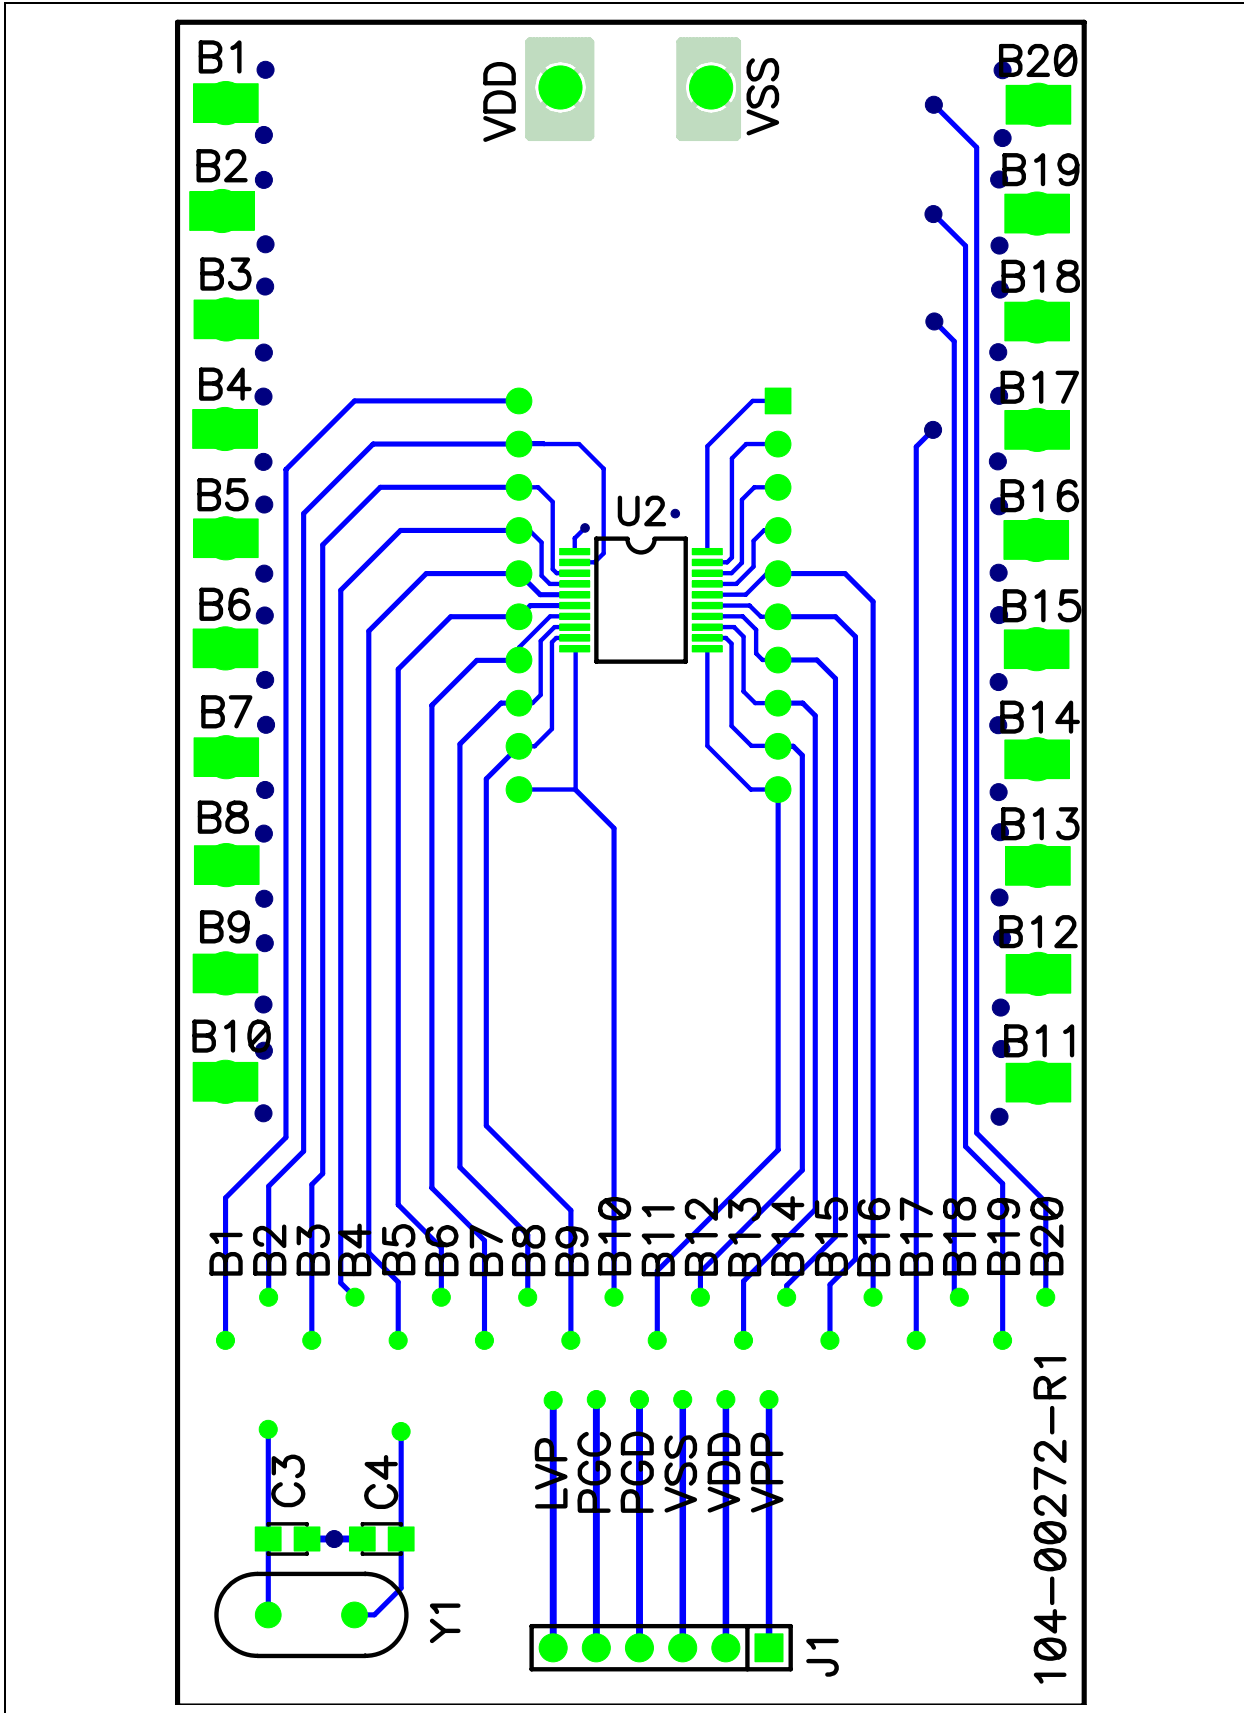 B1
B20
VDD
VSS
B2
B19
B3
B18
B4
B17
B5
B16
U2
B6
B15
B7
B14
B8
B13
B9
B12
B10
B11
B1 B2 B3 B4 B5 B6 B7 B8 B9 B10 B11 B12 B13 B14 B15 B16 B17 B18 B19 B20
LVP PGC PGD VSS VDD VPP
C3 C4
Y1
J1
104-00272-R1